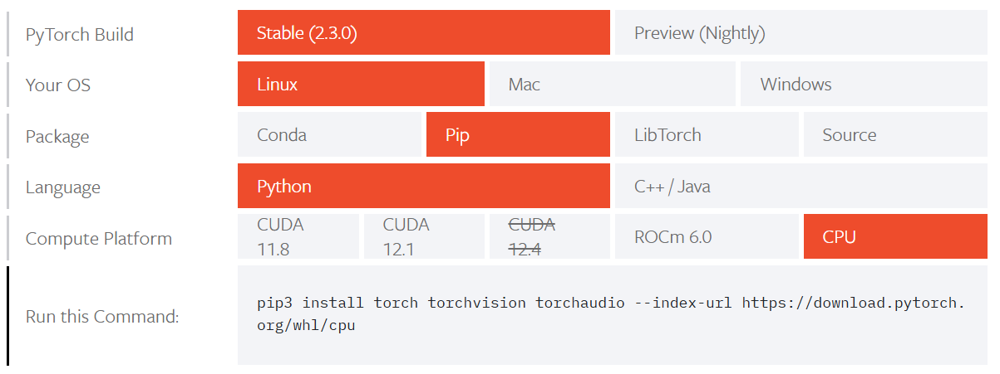 PyTorch Build
Stable (2.3.0)
Preview (Nightly)
Your OS
Linux
Mac
Windows
Package
Conda
Pip
LibTorch
Source
Language
Python
C++ / Java
Compute Platform
CUDA
11.8
CUDA
12.1
CUDA
12.4
ROCm 6.0
CPU
Run this Command:
pip3 install torch torchvision torchaudio --index-url https://download.pytorch.
org/whl/cpu